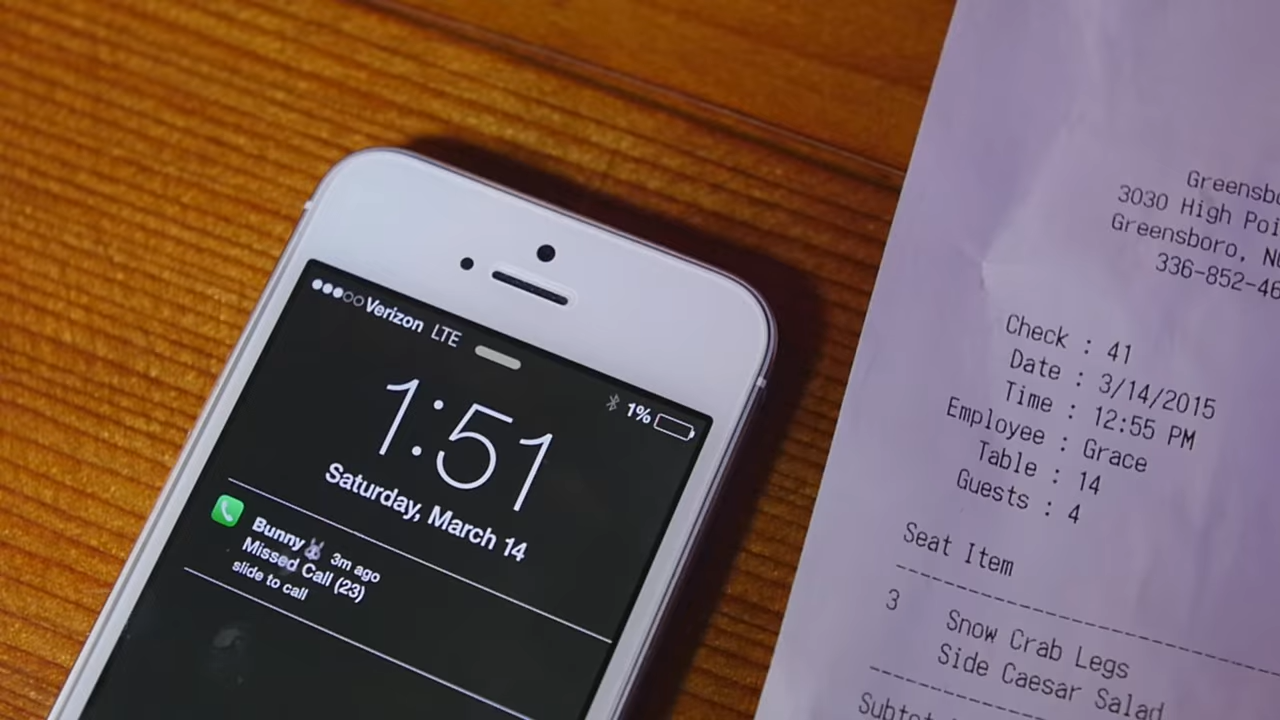 Verizon LTE
1%
1:51
Saturday, March 14
Bunny🐰 3m ago
Missed Call (23)
slide to call
3030 High
Greensboro,
336-852-46
Check : 41
Date : 3/14/2015
Time : 12:55 PM
Employee : Grace
Table : 14
Guests : 4
Seat Item
3 Snow Crab Legs
Side Caesar Salad